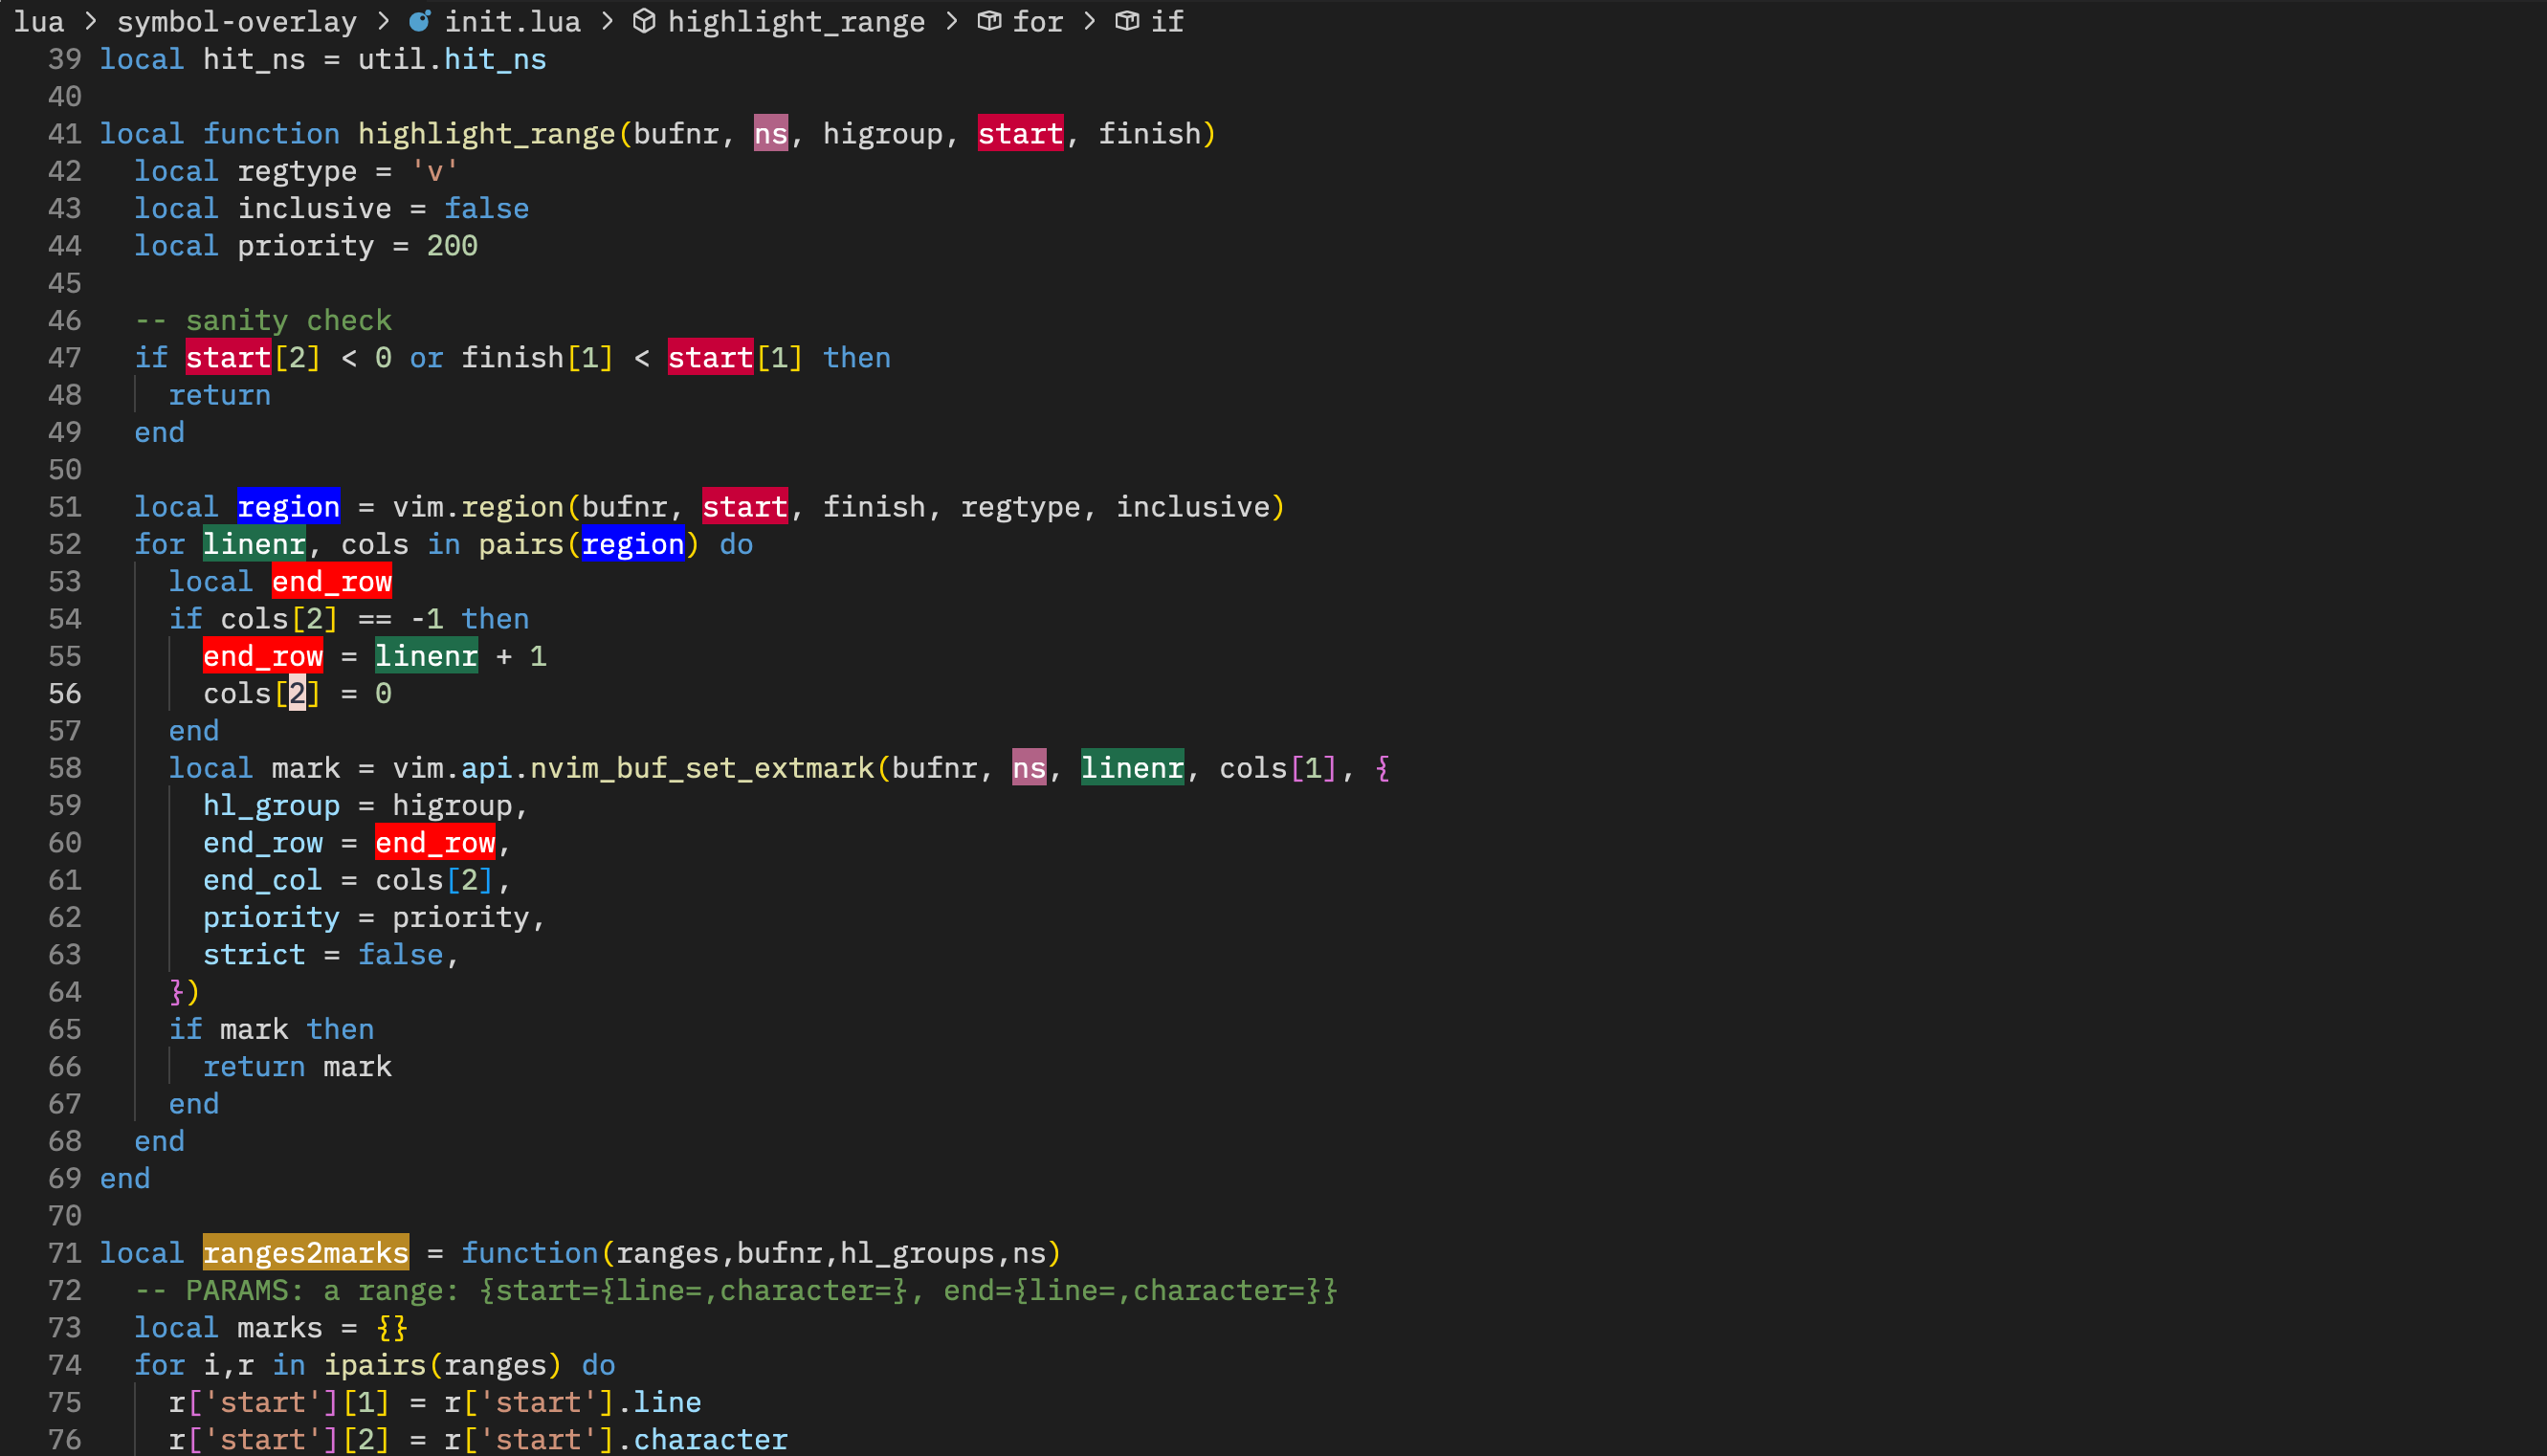 lua > symbol-overlay > init.lua > highlight_range > for > if
39 local hit_ns = util.hit_ns
40
41 local function highlight_range(bufnr, ns, higroup, start, finish)
42   local regtype = 'v'
43   local inclusive = false
44   local priority = 200
45
46   -- sanity check
47   if start[2] < 0 or finish[1] < start[1] then
48     return
49   end
50
51   local region = vim.region(bufnr, start, finish, regtype, inclusive)
52   for linenr, cols in pairs(region) do
53     local end_row
54     if cols[2] == -1 then
55       end_row = linenr + 1
56       cols[2] = 0
57     end
58     local mark = vim.api.nvim_buf_set_extmark(bufnr, ns, linenr, cols[1], {
59       hl_group = higroup,
60       end_row = end_row,
61       end_col = cols[2],
62       priority = priority,
63       strict = false,
64     })
65     if mark then
66       return mark
67     end
68   end
69 end
70
71 local ranges2marks = function(ranges,bufnr,hl_groups,ns)
72   -- PARAMS: a range: {start={line=,character=}, end={line=,character=}}
73   local marks = {}
74   for i,r in ipairs(ranges) do
75     r['start'][1] = r['start'].line
76     r['start'][2] = r['start'].character